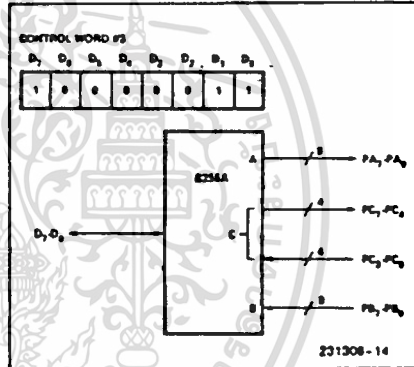 CONTROL WORD #3
D7 D6 D5 D4 D3 D2 D1 D0
1 0 0 0 0 0 1 1
8255A
A
8
PA7-PA0
4
PC7-PC4
C
D7-D0
4
PC3-PC0
B
8
PB7-PB0
231308-14